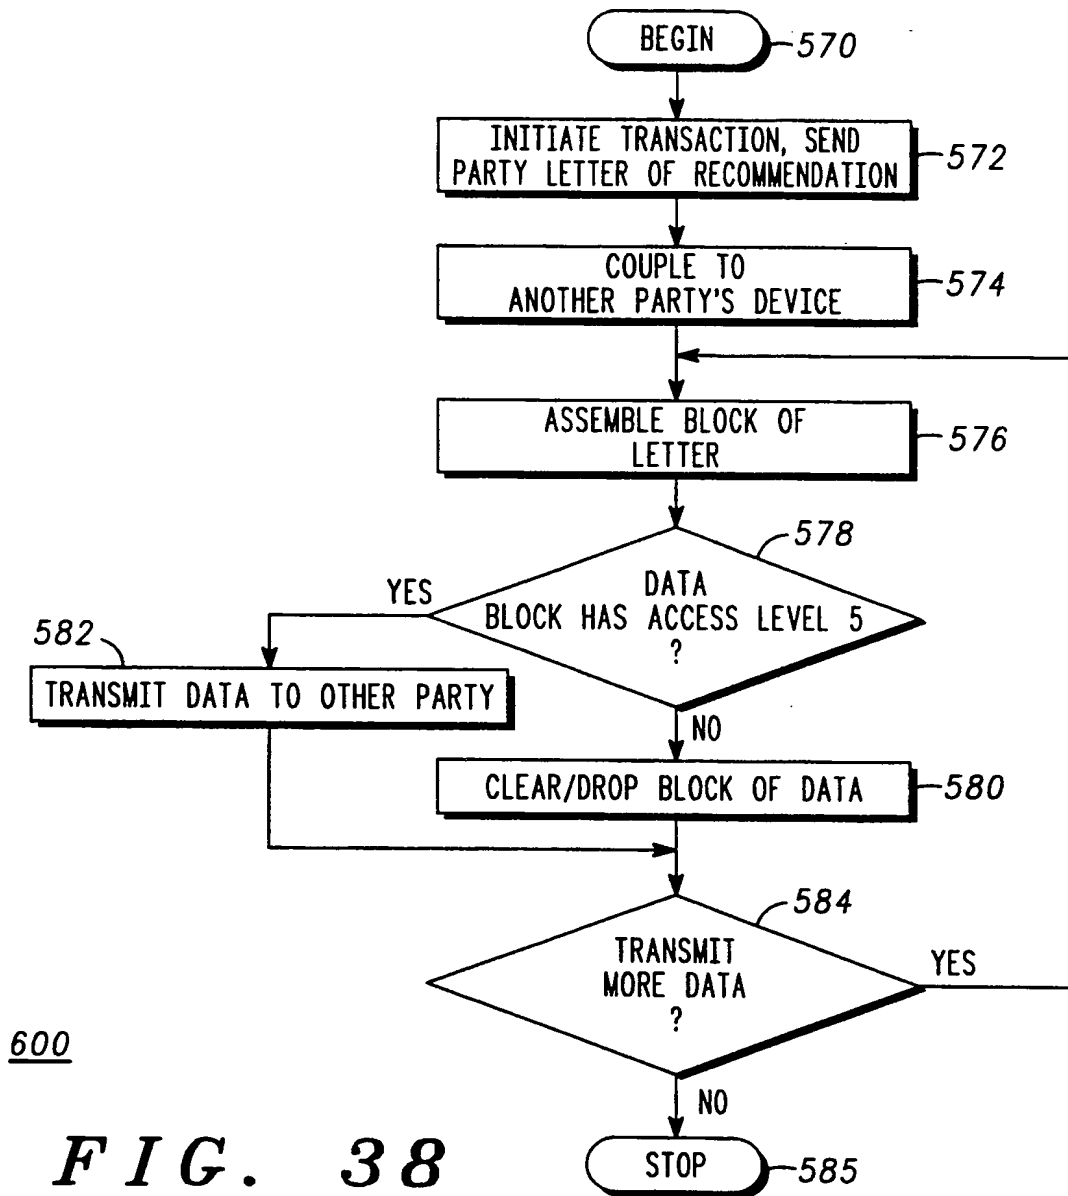 BEGIN
570
INITIATE TRANSACTION, SEND
PARTY LETTER OF RECOMMENDATION
572
COUPLE TO
ANOTHER PARTY'S DEVICE
574
ASSEMBLE BLOCK OF
LETTER
576
578
DATA
BLOCK HAS ACCESS LEVEL 5
?
YES
582
TRANSMIT DATA TO OTHER PARTY
NO
CLEAR/DROP BLOCK OF DATA
580
584
TRANSMIT
MORE DATA
?
YES
600
NO
STOP
585
FIG. 38